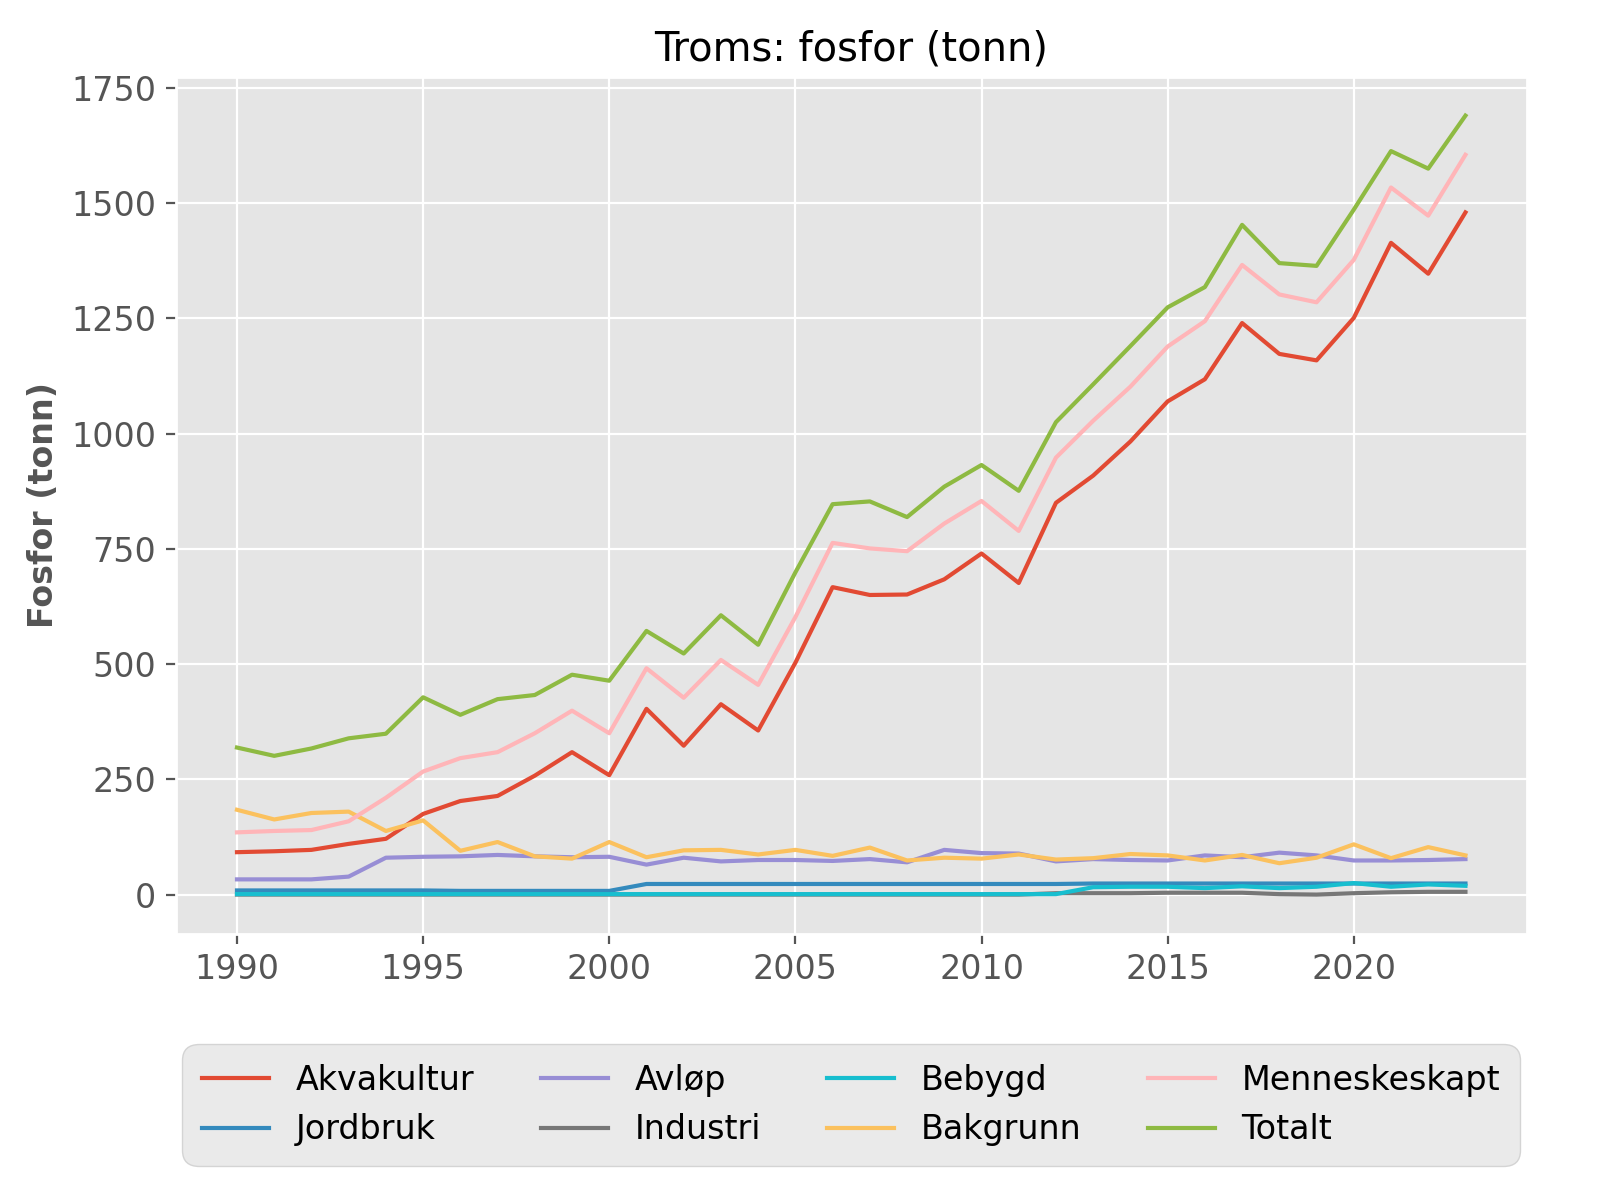 Troms: fosfor (tonn)
Fosfor (tonn)
1750
1500
1250
1000
750
500
250
0
1990 1995 2000 2005 2010 2015 2020
Akvakultur Avløp Bebygd Menneskeskapt
Jordbruk Industri Bakgrunn Totalt